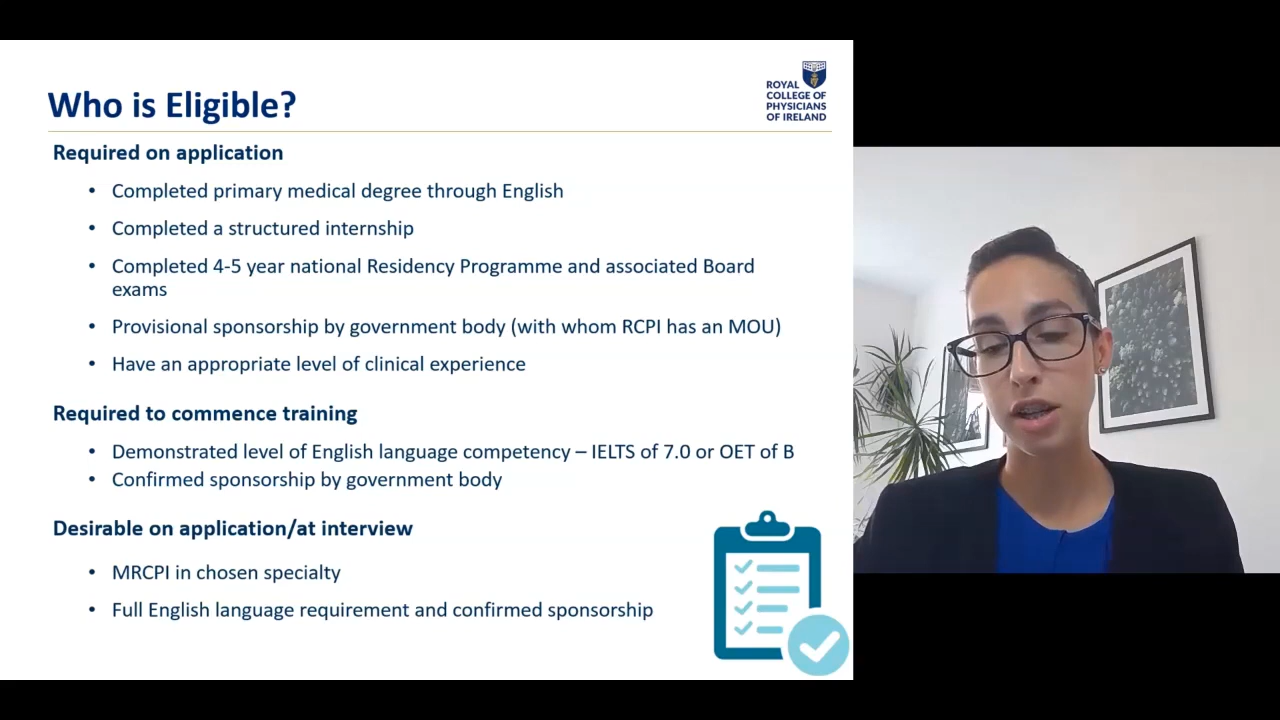 Who is Eligible?
ROYAL
COLLEGE OF
PHYSICIANS
OF IRELAND
Required on application
• Completed primary medical degree through English
• Completed a structured internship
• Completed 4-5 year national Residency Programme and associated Board
exams
• Provisional sponsorship by government body (with whom RCPI has an MOU)
• Have an appropriate level of clinical experience
Required to commence training
• Demonstrated level of English language competency – IELTS of 7.0 or OET of B
• Confirmed sponsorship by government body
Desirable on application/at interview
• MRCPI in chosen specialty
• Full English language requirement and confirmed sponsorship